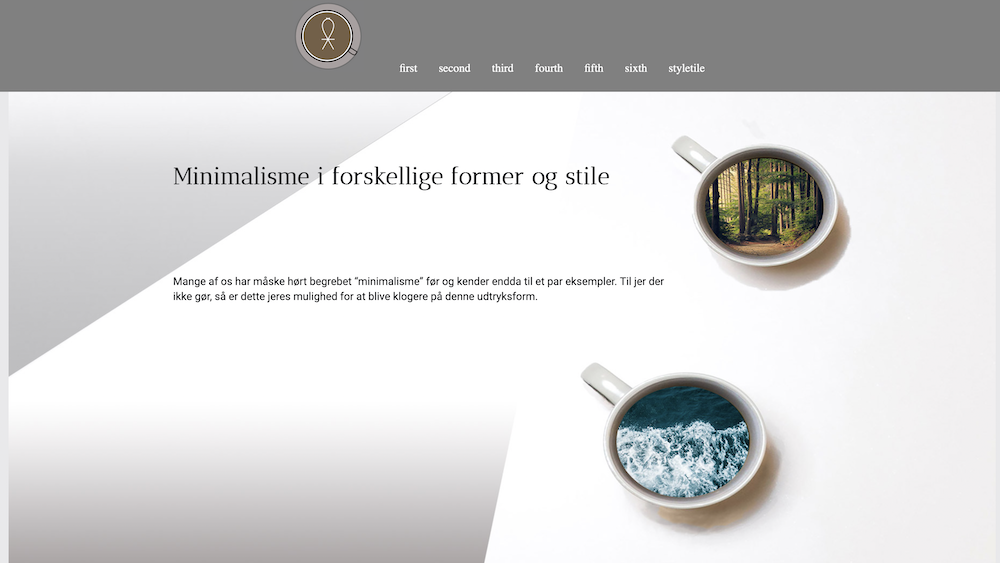 first second third fourth fifth sixth styletile
Minimalisme i forskellige former og stile
Mange af os har måske hørt begrebet “minimalisme” før og kender endda til et par eksempler. Til jer der
ikke gør, så er dette jeres mulighed for at blive klogere på denne udtryksform.